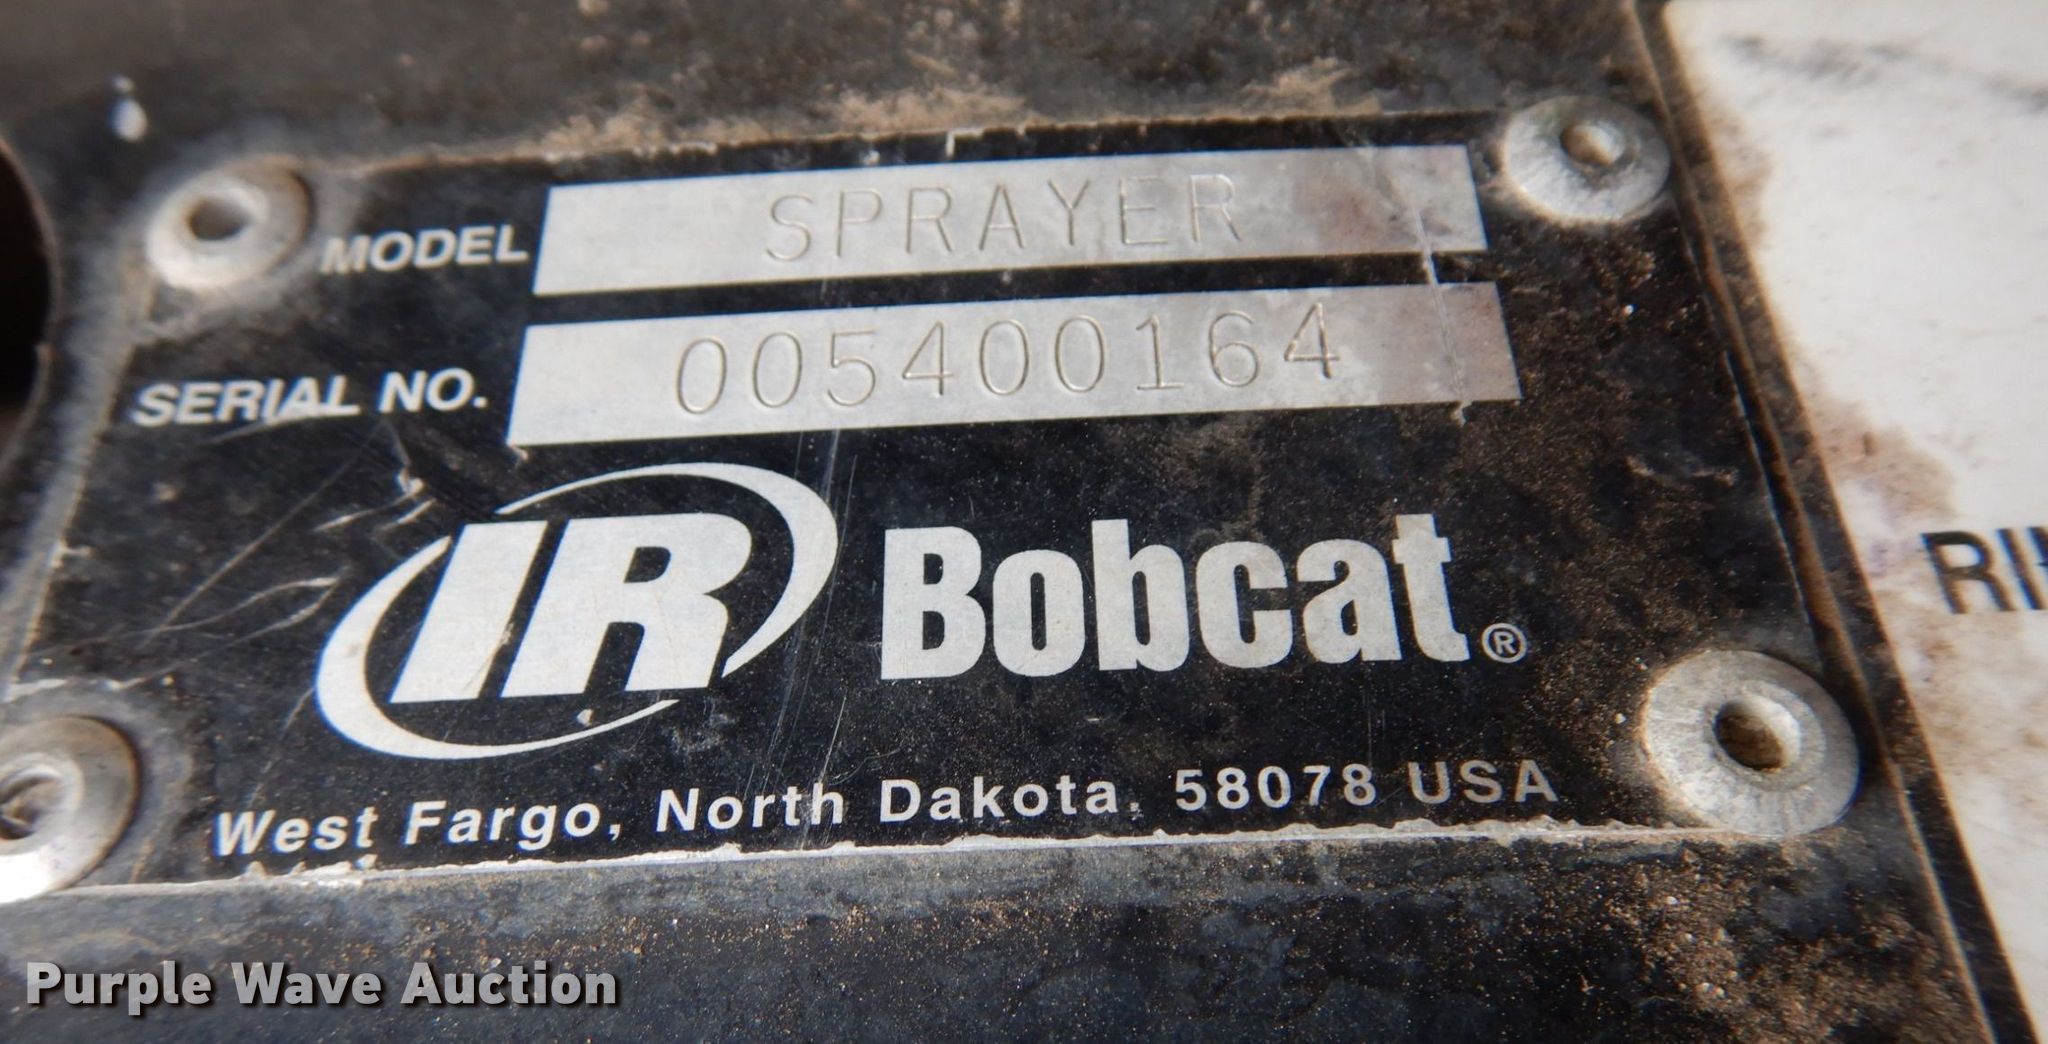 MODEL SPRAYER
SERIAL NO. 005400164
IR Bobcat®
West Fargo, North Dakota. 58078 USA
Purple Wave Auction